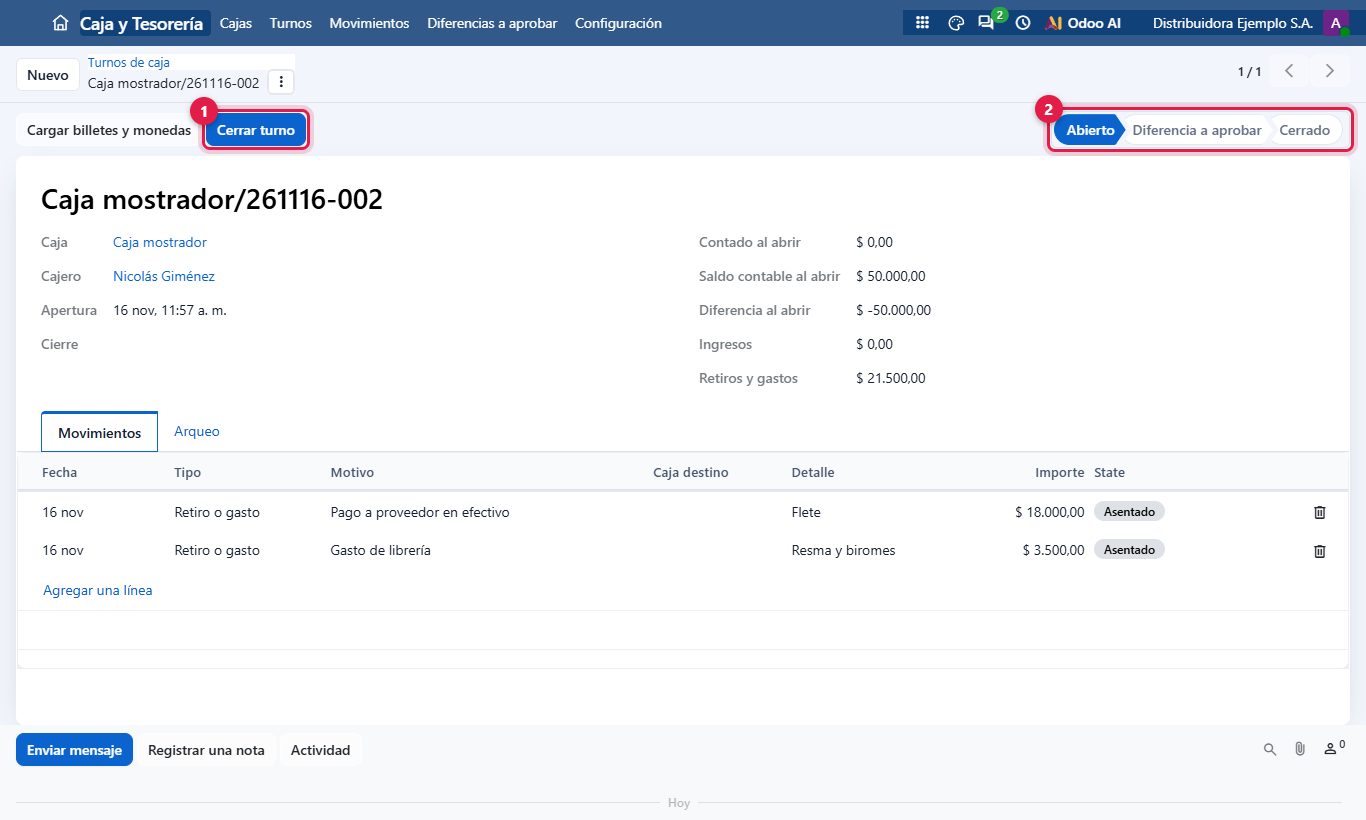 Caja y Tesorería Cajas Turnos Movimientos Diferencias a aprobar Configuración 2 Odoo AI Distribuidora Ejemplo S.A. A
Nuevo Turnos de caja
Caja mostrador/261116-002
1 / 1
Cargar billetes y monedas 1 Cerrar turno 2 Abierto Diferencia a aprobar Cerrado
Caja mostrador/261116-002
Caja Caja mostrador Contado al abrir $ 0,00
Cajero Nicolás Giménez Saldo contable al abrir $ 50.000,00
Apertura 16 nov, 11:57 a. m. Diferencia al abrir $ -50.000,00
Cierre Ingresos $ 0,00
Retiros y gastos $ 21.500,00
Movimientos Arqueo
Fecha Tipo Motivo Caja destino Detalle Importe State
16 nov Retiro o gasto Pago a proveedor en efectivo Flete $ 18.000,00 Asentado
16 nov Retiro o gasto Gasto de librería Resma y biromes $ 3.500,00 Asentado
Agregar una línea
Enviar mensaje Registrar una nota Actividad 0
Hoy